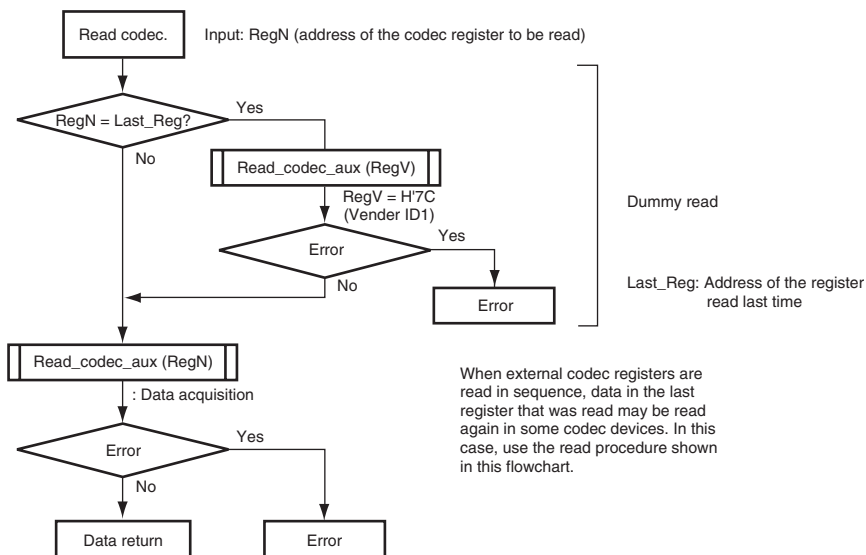 Read codec.
Input: RegN (address of the codec register to be read)
RegN = Last_Reg?
Yes
No
Read_codec_aux (RegV)
RegV = H'7C
(Vender ID1)
Dummy read
Error
Yes
No
Error
Last_Reg: Address of the register
read last time
Read_codec_aux (RegN)
: Data acquisition
When external codec registers are
read in sequence, data in the last
register that was read may be read
again in some codec devices. In this
case, use the read procedure shown
in this flowchart.
Error
Yes
No
Data return
Error